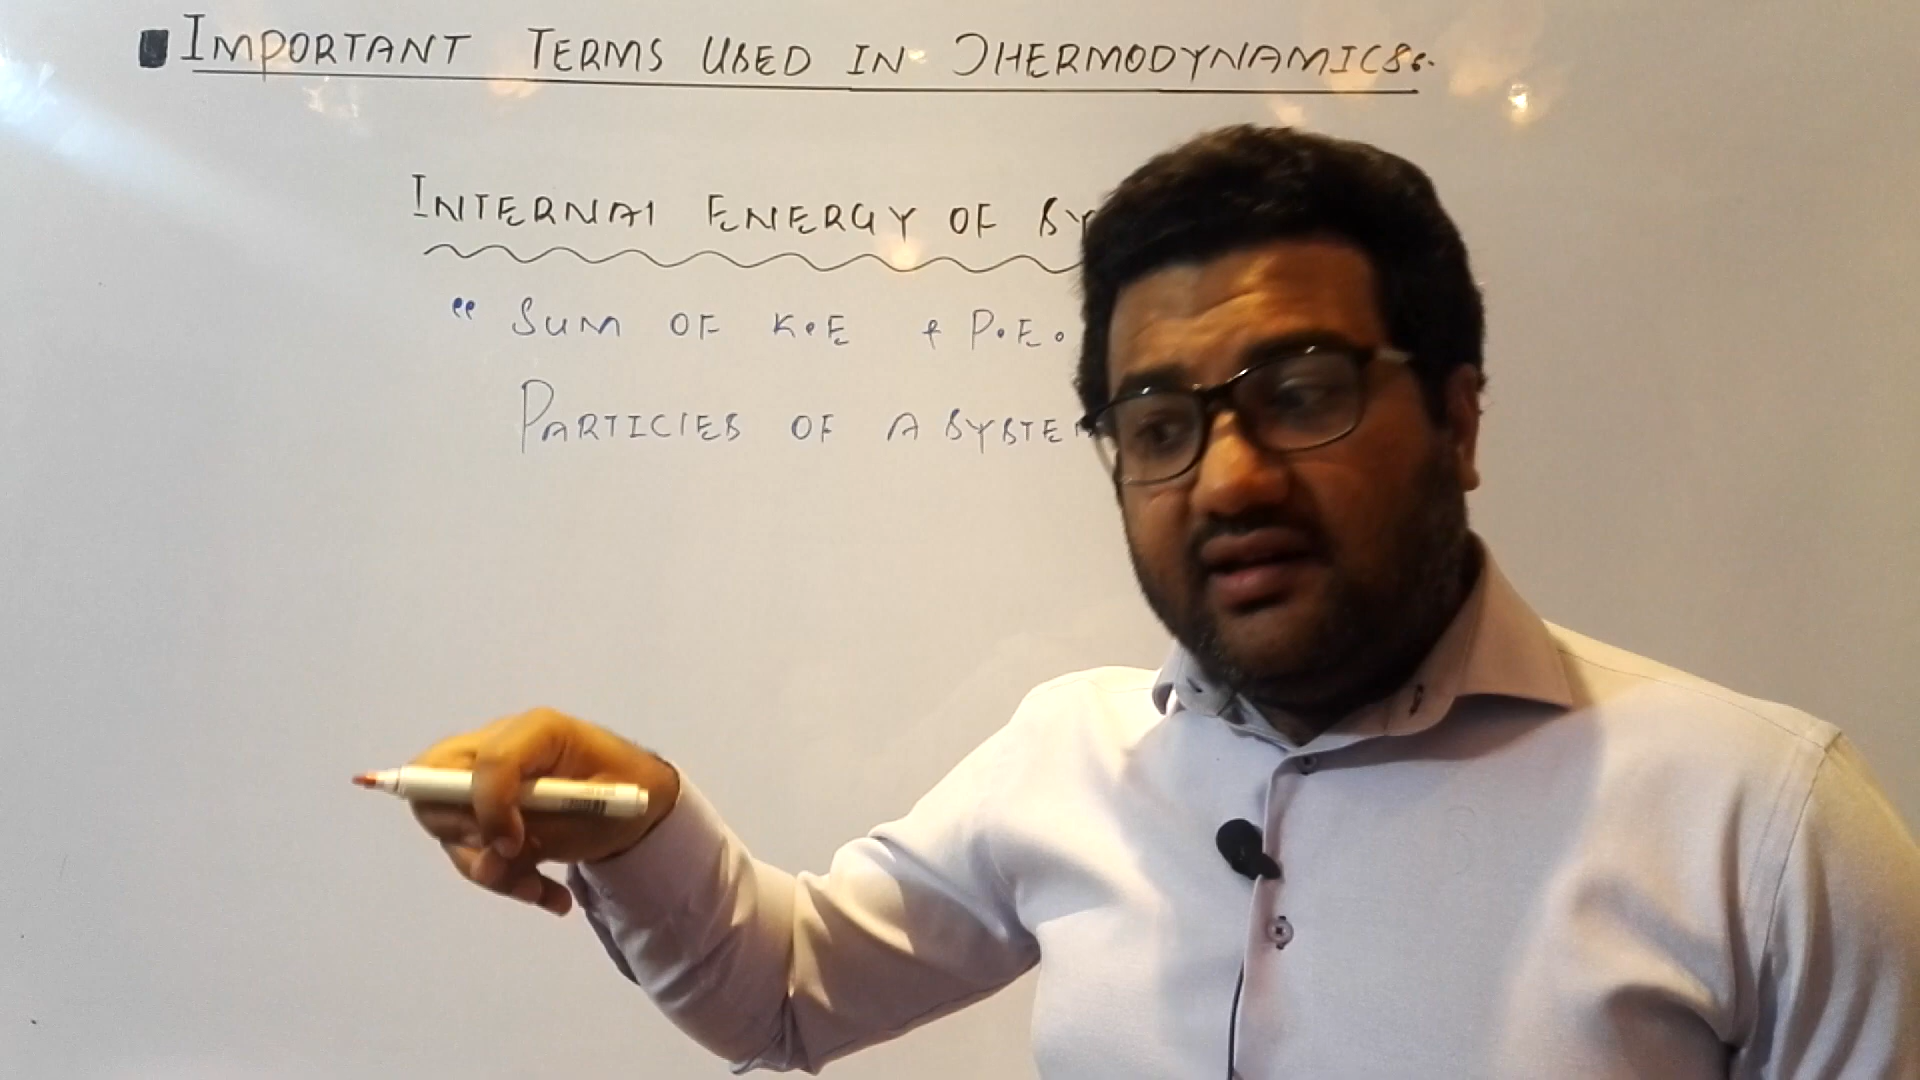 IMPORTANT TERMS USED IN THERMODYNAMICS:-
INTERNAL ENERGY OF SY
" SUM OF K.E & P.E.
PARTICLES OF A SYSTEM